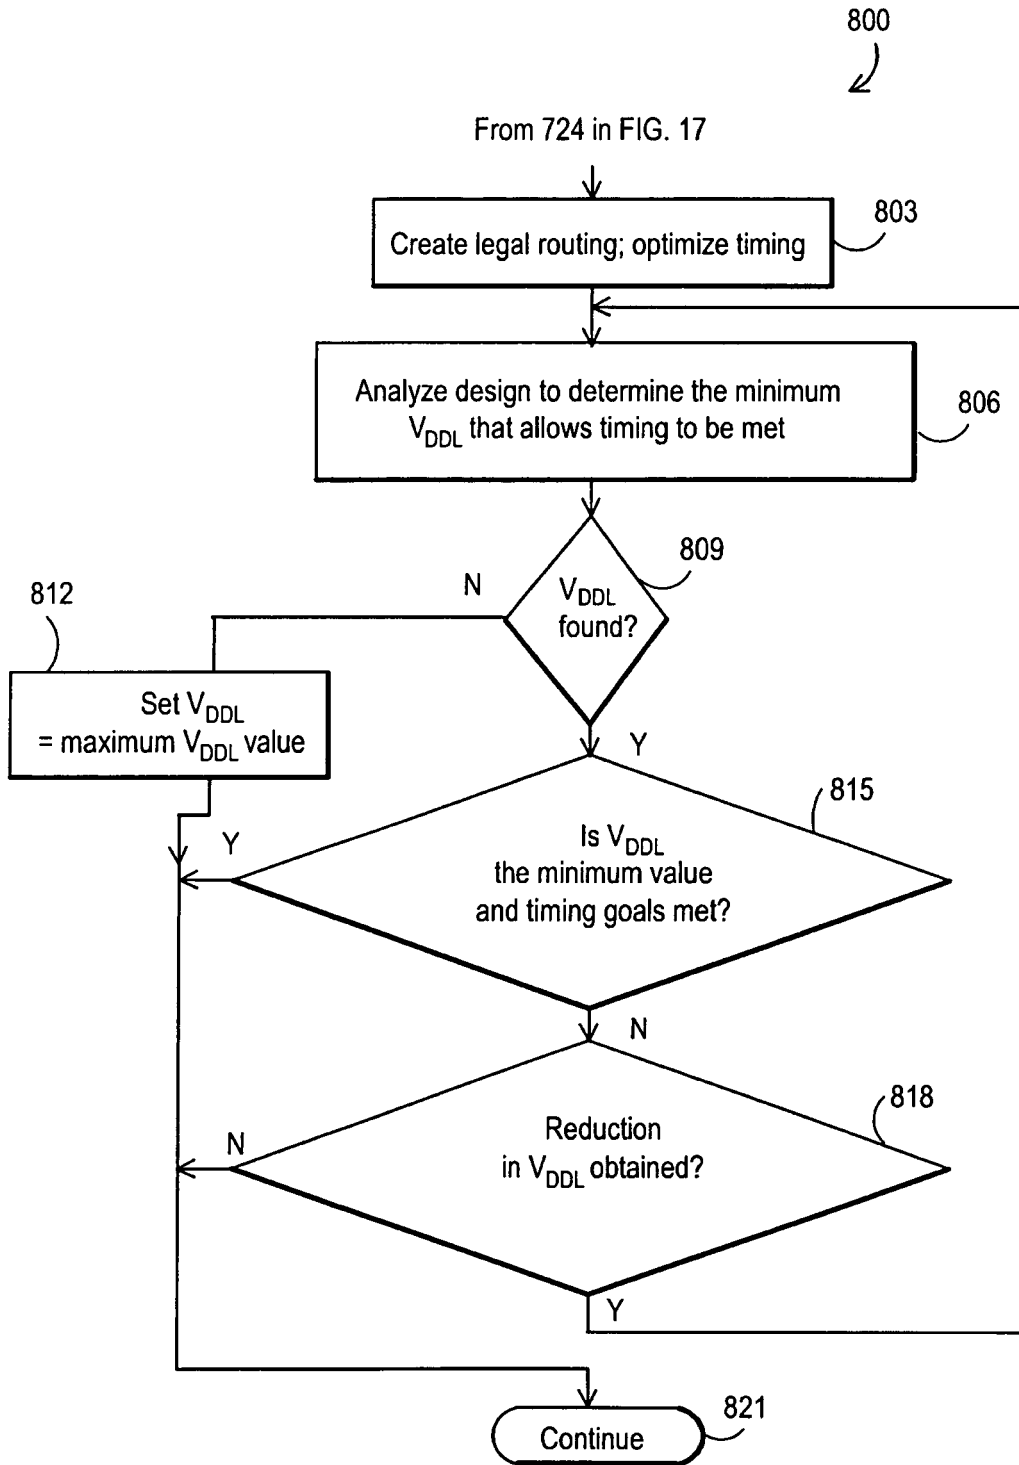 800
From 724 in FIG. 17
803
Create legal routing; optimize timing
Analyze design to determine the minimum
VDDL that allows timing to be met
806
809
N
VDDL
found?
812
Set VDDL
= maximum VDDL value
Y
815
Y
Is VDDL
the minimum value
and timing goals met?
N
818
N
Reduction
in VDDL obtained?
Y
821
Continue